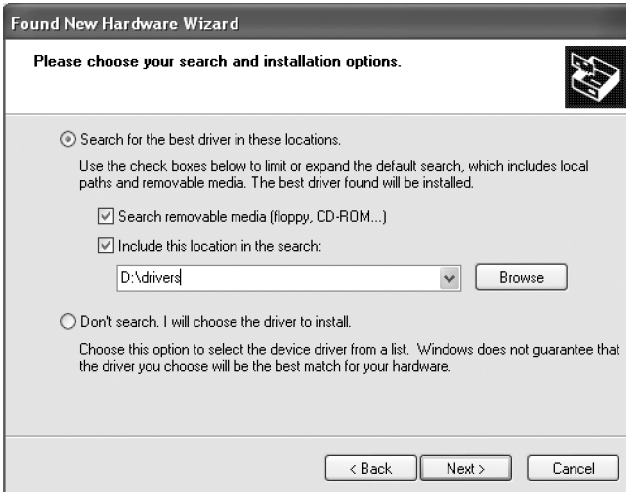 Found New Hardware Wizard
Please choose your search and installation options.
Search for the best driver in these locations.
Use the check boxes below to limit or expand the default search, which includes local
paths and removable media. The best driver found will be installed.
Search removable media (floppy, CD-ROM...)
Include this location in the search:
D:\drivers
Browse
Don't search. I will choose the driver to install.
Choose this option to select the device driver from a list. Windows does not guarantee that
the driver you choose will be the best match for your hardware.
< Back Next > Cancel